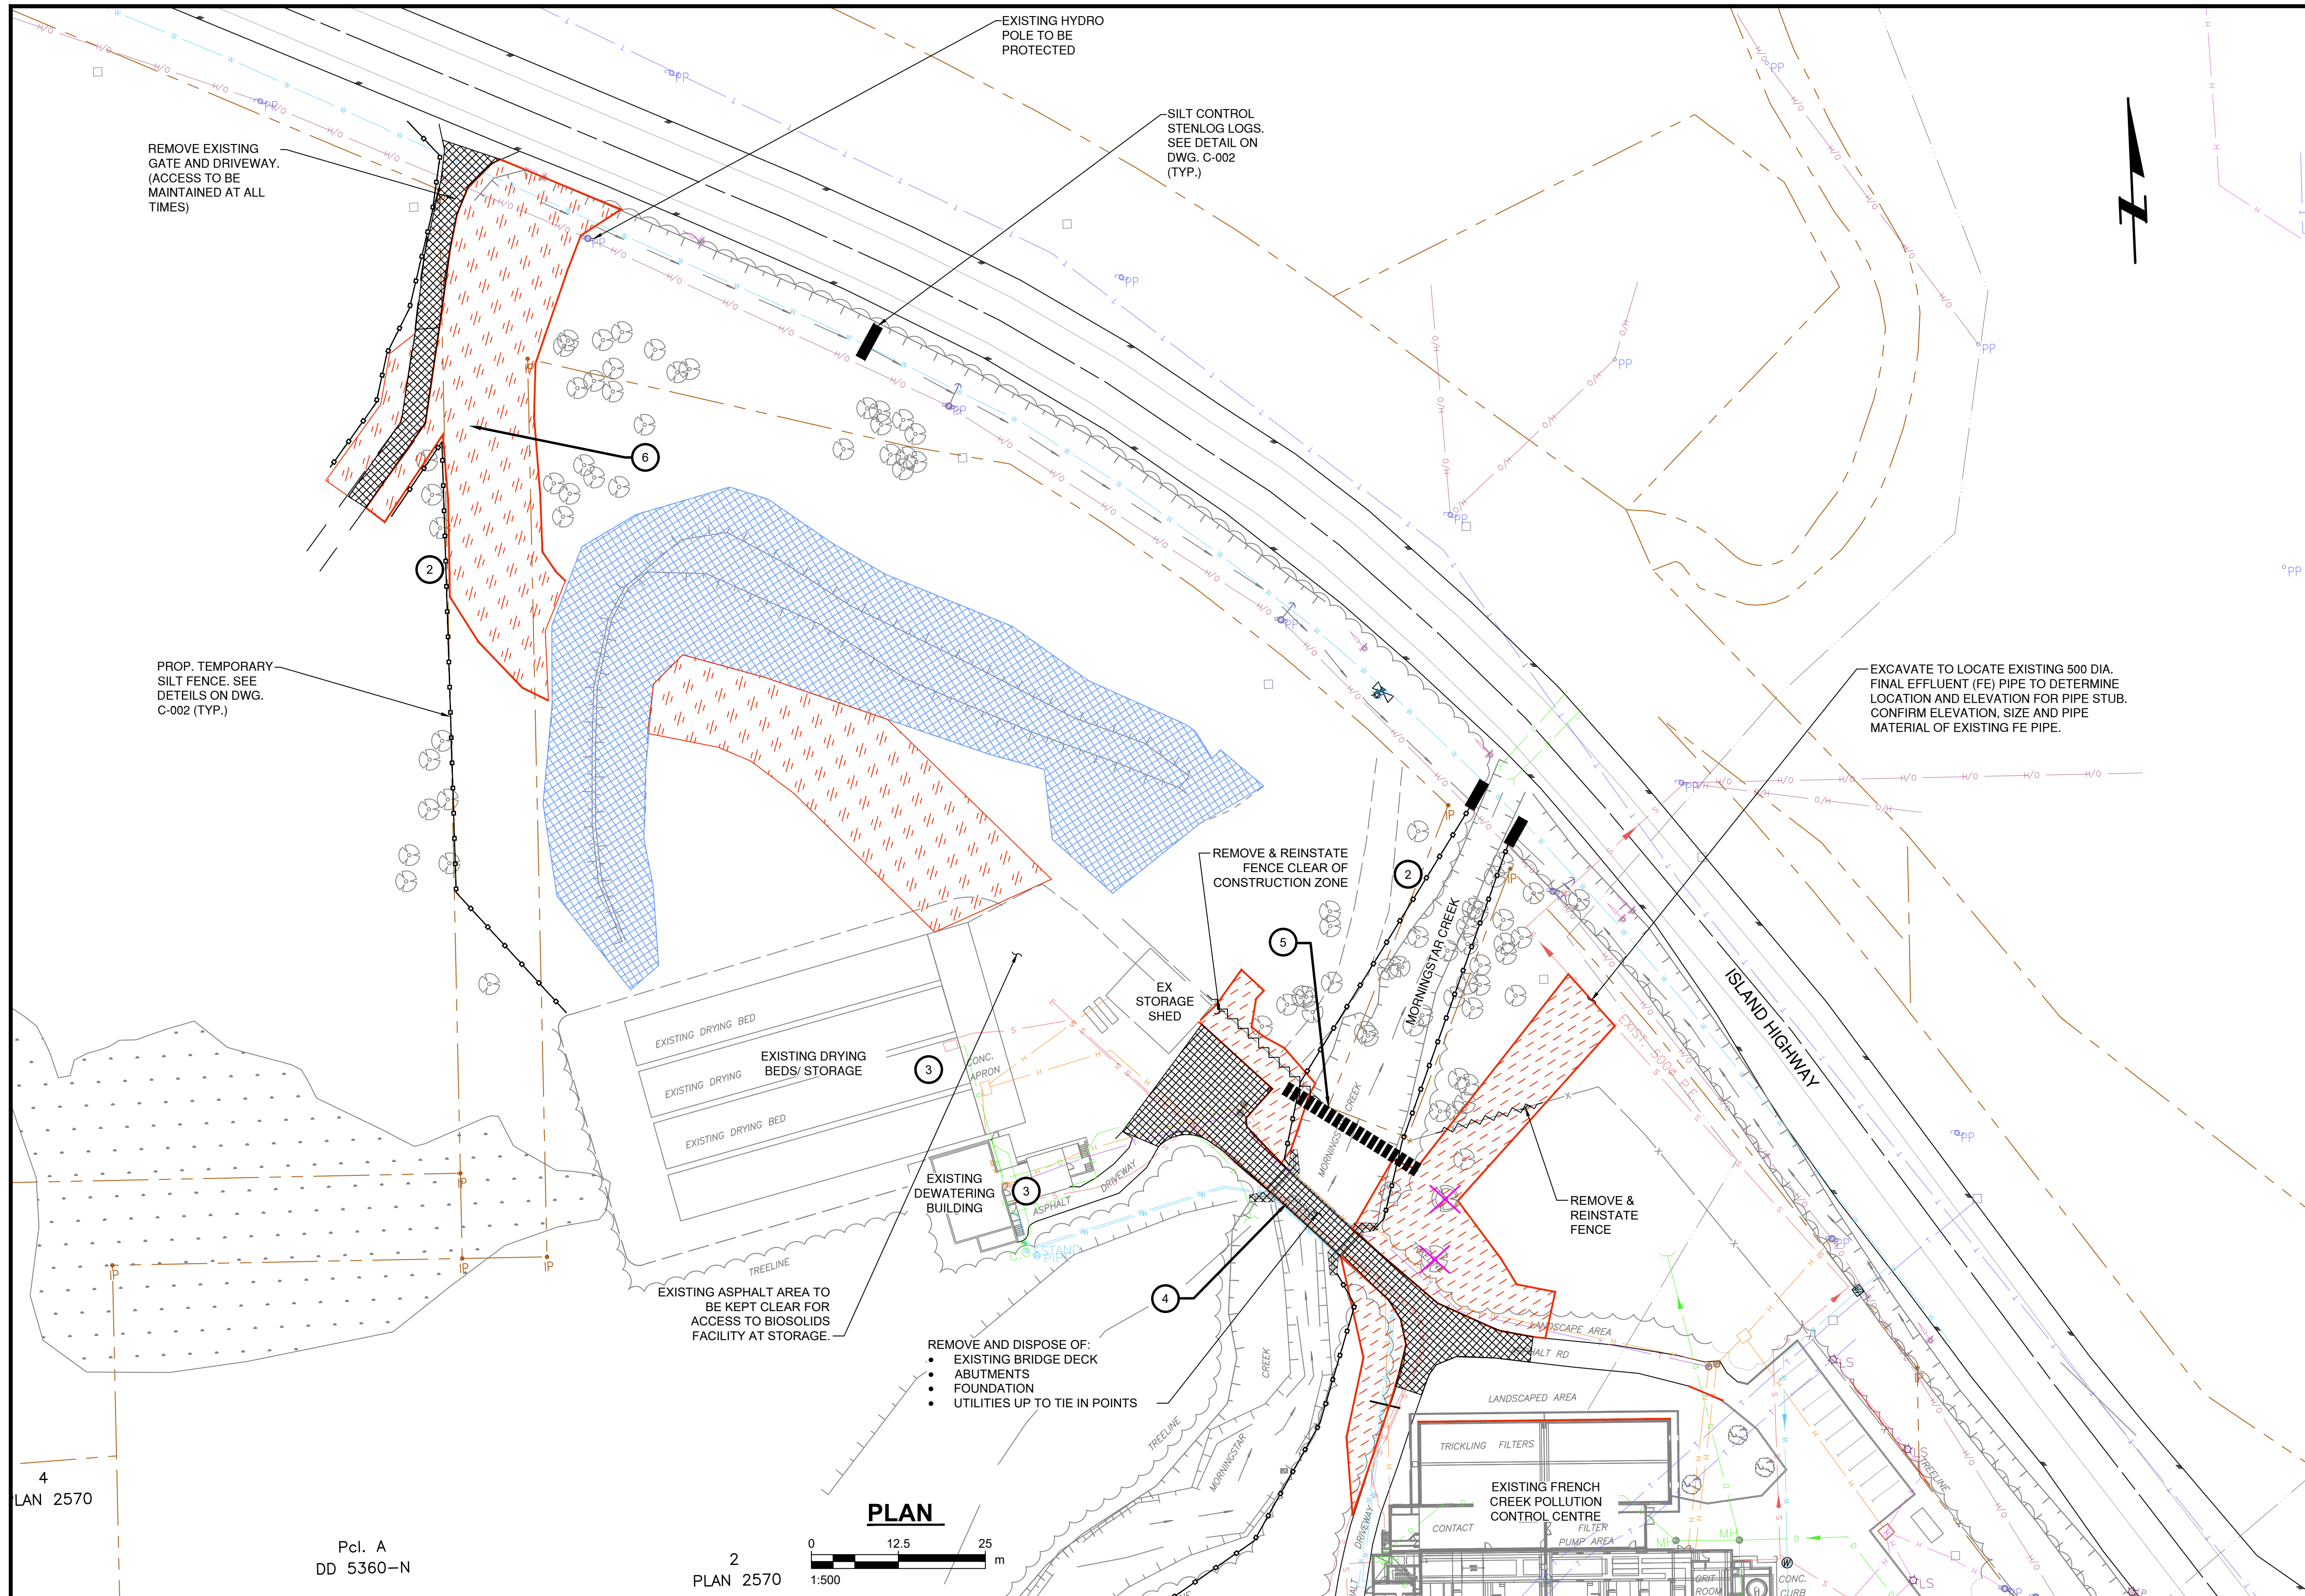 EXISTING HYDRO
POLE TO BE
PROTECTED
SILT CONTROL
STENLOG LOGS.
SEE DETAIL ON
DWG. C-002
(TYP.)
REMOVE EXISTING
GATE AND DRIVEWAY.
(ACCESS TO BE
MAINTAINED AT ALL
TIMES)
6
2
PROP. TEMPORARY
SILT FENCE. SEE
DETEILS ON DWG.
C-002 (TYP.)
EXCAVATE TO LOCATE EXISTING 500 DIA.
FINAL EFFLUENT (FE) PIPE TO DETERMINE
LOCATION AND ELEVATION FOR PIPE STUB.
CONFIRM ELEVATION, SIZE AND PIPE
MATERIAL OF EXISTING FE PIPE.
REMOVE & REINSTATE
FENCE CLEAR OF
CONSTRUCTION ZONE
2
5
MORNINGSTAR CREEK
ISLAND HIGHWAY
EX
STORAGE
SHED
EXISTING DRYING BED
EXISTING DRYING
EXISTING DRYING BED
EXISTING DRYING
BEDS/ STORAGE
3
CONC.
APRON
EXISTING
DEWATERING
BUILDING
3
ASPHALT
DRIVEWAY
STAND
TREELINE
CREEK
REMOVE &
REINSTATE
FENCE
4
EXISTING ASPHALT AREA TO
BE KEPT CLEAR FOR
ACCESS TO BIOSOLIDS
FACILITY AT STORAGE.
REMOVE AND DISPOSE OF:
● EXISTING BRIDGE DECK
● ABUTMENTS
● FOUNDATION
● UTILITIES UP TO TIE IN POINTS
LANDSCAPE AREA
LANDSCAPED AREA
CREEK
TREELINE
MORNINGSTAR
TRICKLING FILTERS
EXISTING FRENCH
CREEK POLLUTION
CONTROL CENTRE
CONTACT
FILTER
PUMP AREA
DRIVEWAY
TREELINE
GRIT
ROOM
CONC.
CURB
4
LAN 2570
Pcl. A
DD 5360-N
2
PLAN 2570
PLAN
0 12.5 25
m
1:500